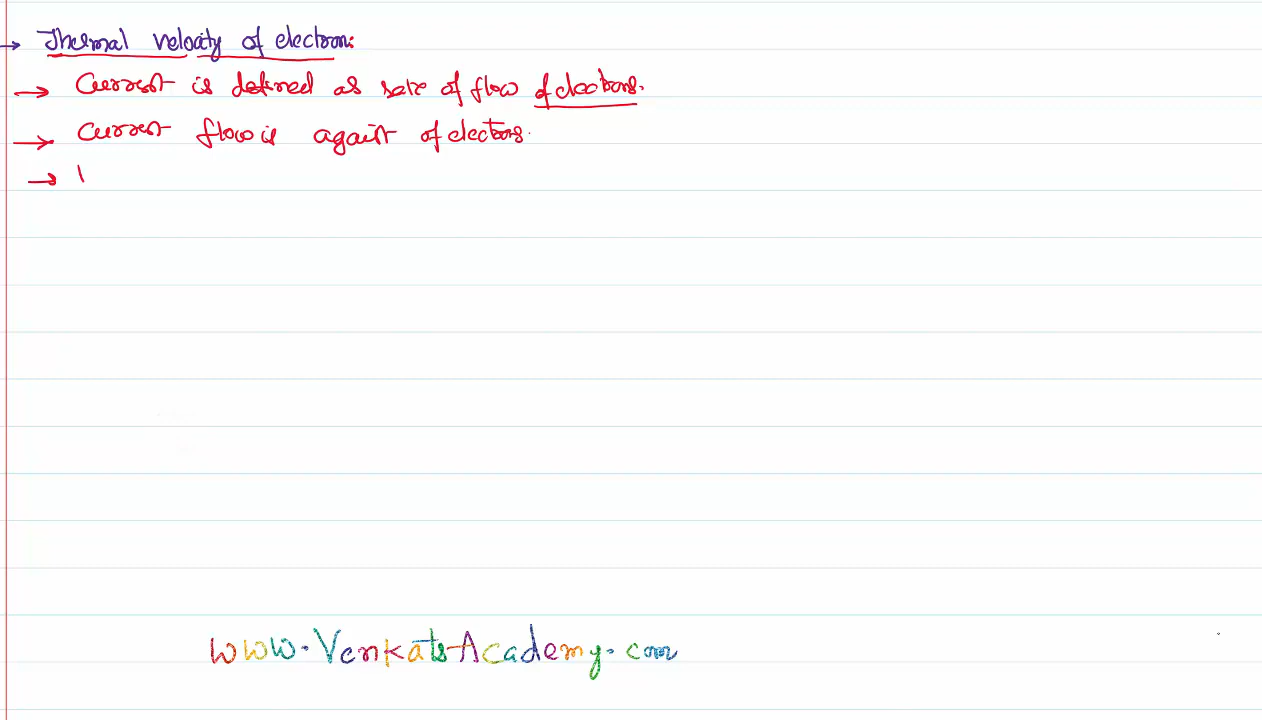 → Thermal velocity of electron:
→ Current is defined as rate of flow of electrons.
→ Current flow is againt of electrons.
→ \
www.VenkatsAcademy.com